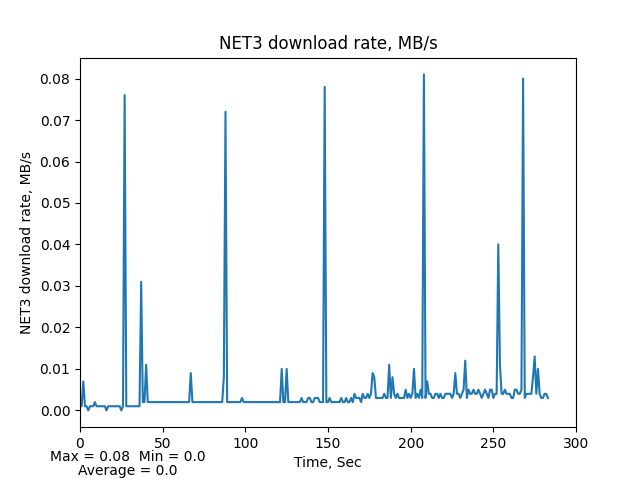 NET3 download rate, MB/s
0.08
0.07
0.06
0.05
0.04
0.03
0.02
0.01
0.00
NET3 download rate, MB/s
0 50 100 150 200 250 300
Time, Sec
Max = 0.08 Min = 0.0
Average = 0.0